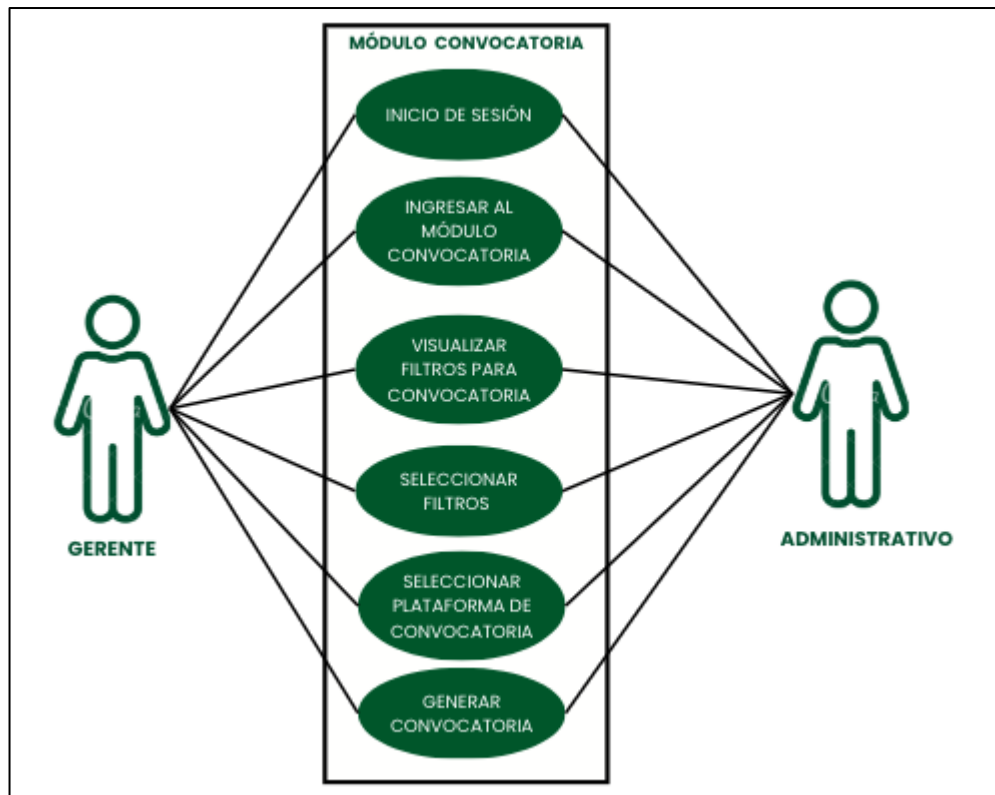 MÓDULO CONVOCATORIA
INICIO DE SESIÓN
INGRESAR AL
MÓDULO
CONVOCATORIA
VISUALIZAR
FILTROS PARA
CONVOCATORIA
SELECCIONAR
FILTROS
GERENTE
ADMINISTRATIVO
SELECCIONAR
PLATAFORMA DE
CONVOCATORIA
GENERAR
CONVOCATORIA